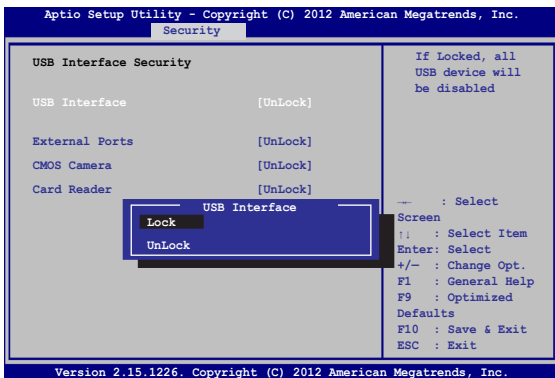 Aptio Setup Utility - Copyright (C) 2012 American Megatrends, Inc.
Security
USB Interface Security
USB Interface [UnLock]
External Ports [UnLock]
CMOS Camera [UnLock]
Card Reader [UnLock]
USB Interface
Lock
UnLock
If Locked, all
USB device will
be disabled
→← : Select
Screen
↑↓ : Select Item
Enter: Select
+/— : Change Opt.
F1 : General Help
F9 : Optimized
Defaults
F10 : Save & Exit
ESC : Exit
Version 2.15.1226. Copyright (C) 2012 American Megatrends, Inc.